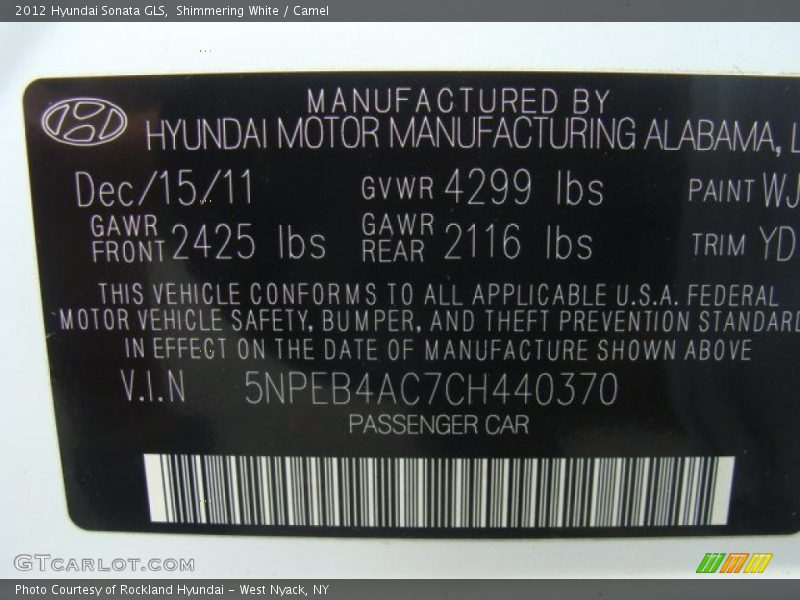 2012 Hyundai Sonata GLS, Shimmering White / Camel
MANUFACTURED BY
HYUNDAI MOTOR MANUFACTURING ALABAMA, L
Dec/15/11 GVWR 4299 lbs PAINT WJ
GAWR FRONT 2425 lbs GAWR REAR 2116 lbs TRIM YD
THIS VEHICLE CONFORMS TO ALL APPLICABLE U.S.A. FEDERAL
MOTOR VEHICLE SAFETY, BUMPER, AND THEFT PREVENTION STANDARD
IN EFFECT ON THE DATE OF MANUFACTURE SHOWN ABOVE
V.I.N 5NPEB4AC7CH440370
PASSENGER CAR
GTCARLOT.COM
Photo Courtesy of Rockland Hyundai - West Nyack, NY